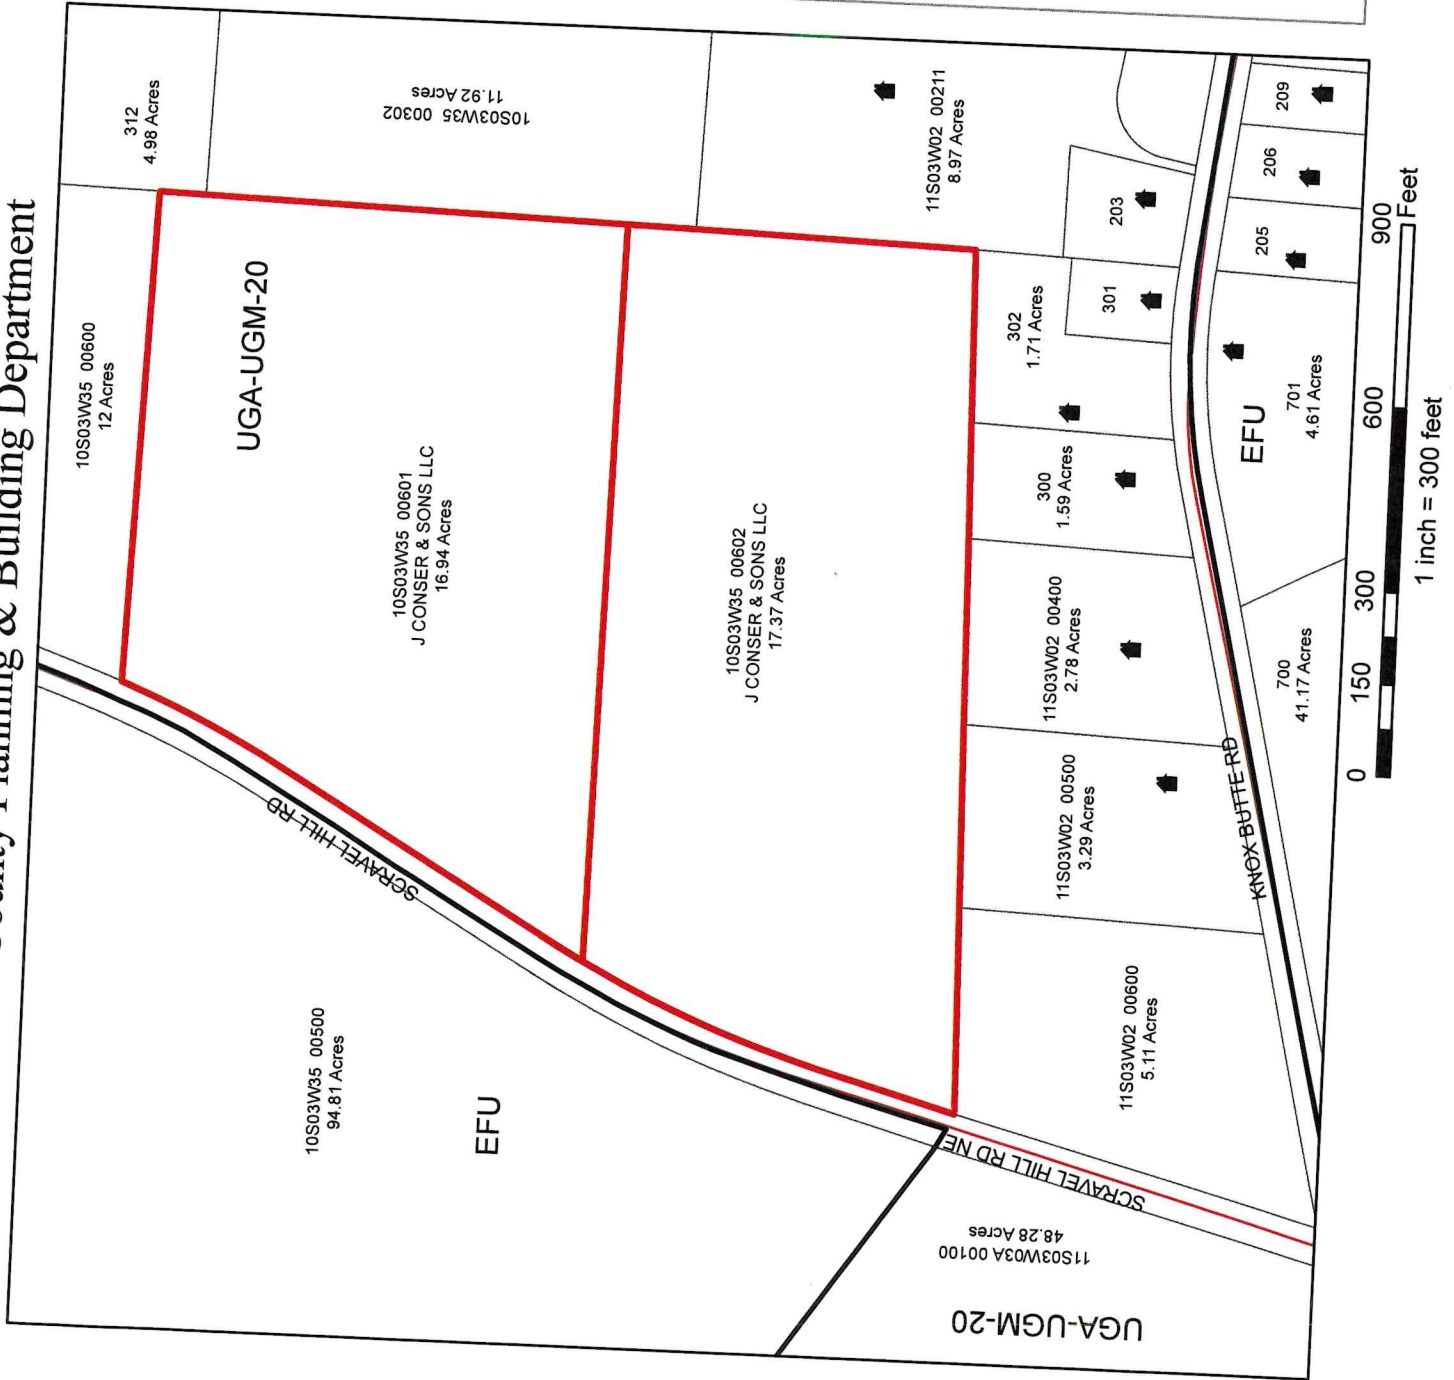 County Planning & Building Department
312
4.98 Acres
10S03W35 00302
11.92 Acres
11S03W02 00211
8.97 Acres
10S03W35 00600
12 Acres
UGA-UGM-20
10S03W35 00601
J CONSER & SONS LLC
16.94 Acres
10S03W35 00602
J CONSER & SONS LLC
17.37 Acres
SCRAVEL HILL RD
10S03W35 00500
94.81 Acres
EFU
203
301
302
1.71 Acres
300
1.59 Acres
11S03W02 00400
2.78 Acres
11S03W02 00500
3.29 Acres
11S03W02 00600
5.11 Acres
SCRAVEL HILL RD NE
11S03W03A 00100
48.28 Acres
UGA-UGM-20
209
206
205
EFU
701
4.61 Acres
700
41.17 Acres
KNOX BUTTE RD
0 150 300 600 900
Feet
1 inch = 300 feet